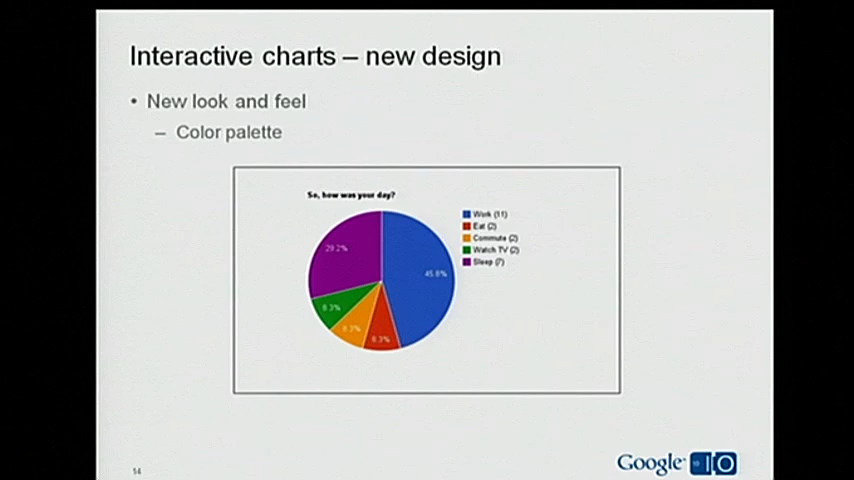 Interactive charts – new design
• New look and feel
– Color palette
So, how was your day?
Work (11)
Eat (2)
Commute (2)
Watch TV (2)
Sleep (7)
29.2%
45.8%
8.3%
8.3%
8.3%
14
Google IO